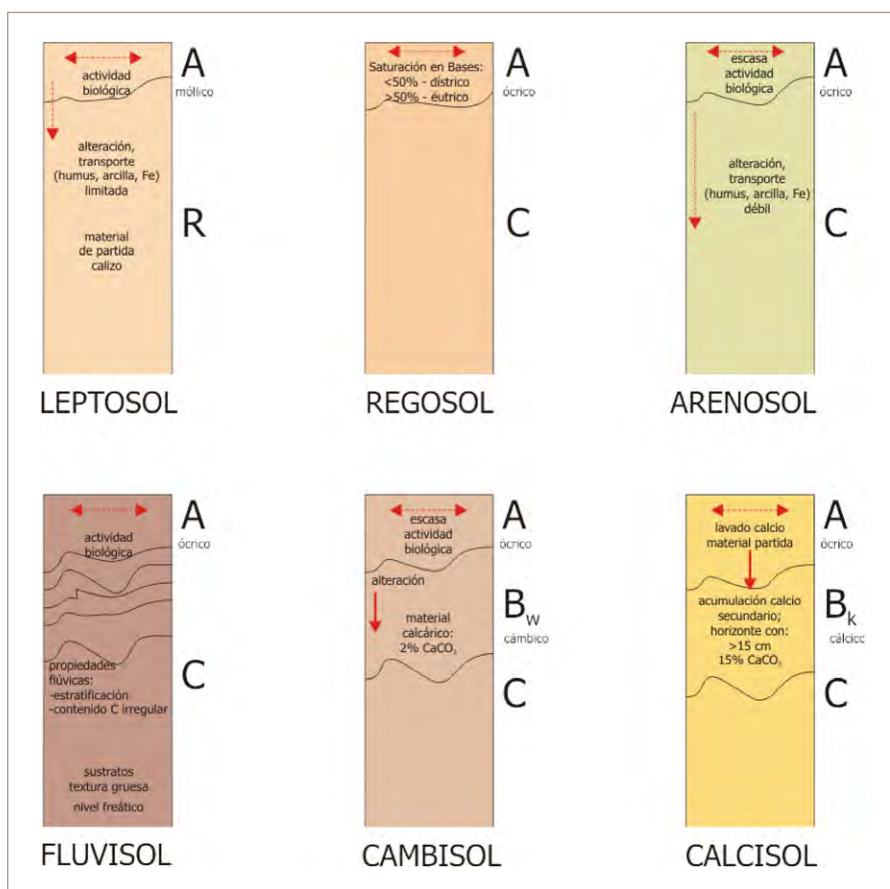 actividad
biológica
A
móllico
alteración,
transporte
(humus, arcilla, Fe)
limitada
R
material
de partida
calizo
LEPTOSOL
Saturación en Bases:
<50% - dístrico
>50% - éutrico
A
ócrico
C
REGOSOL
escasa
actividad
biológica
A
ócrico
alteración,
transporte
(humus, arcilla, Fe)
débil
C
ARENOSOL
actividad
biológica
A
ócrico
propiedades
flúvicas:
-estratificación
-contenido C irregular
C
sustratos
textura gruesa
nivel freático
FLUVISOL
escasa
actividad
biológica
A
ócrico
alteración
material
calcárico:
2% CaCO₃
Bw
cámbico
C
CAMBISOL
lavado calcio
material partida
A
ócrico
acumulación calcio
secundario;
horizonte con:
>15 cm
15% CaCO₃
Bk
cálcico
C
CALCISOL